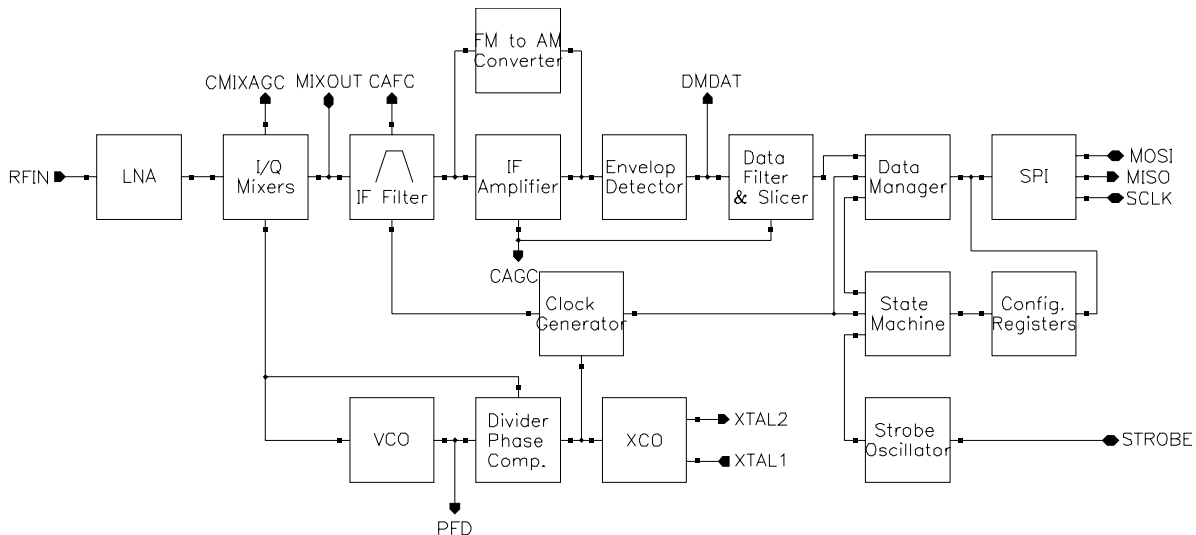 FM to AM
Converter
CMIXAGC
MIXOUT
CAFC
DMDAT
RFIN
LNA
I/Q
Mixers
IF Filter
IF
Amplifier
Envelop
Detector
Data
Filter
& Slicer
Data
Manager
SPI
MOSI
MISO
SCLK
CAGC
Clock
Generator
State
Machine
Config.
Registers
VCO
Divider
Phase
Comp.
XCO
XTAL2
XTAL1
Strobe
Oscillator
STROBE
PFD